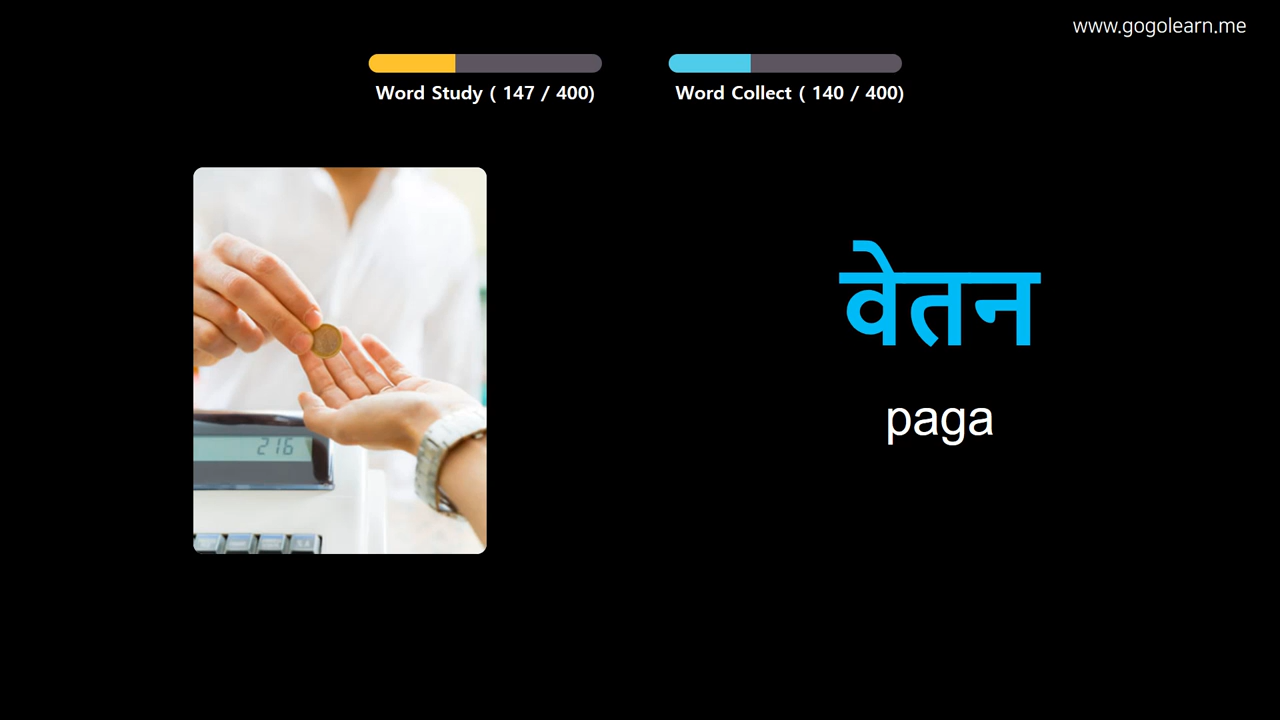 www.gogolearn.me
Word Study ( 147 / 400)
Word Collect ( 140 / 400)
वेतन
paga
216